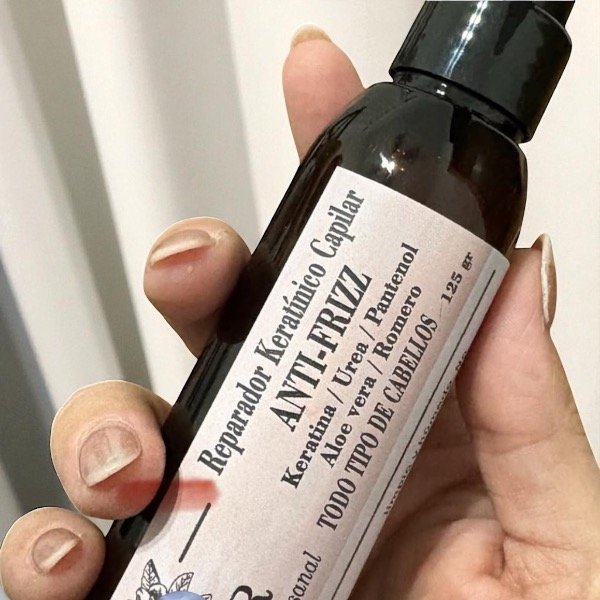 Reparador Keratínico Capilar
ANTI-FRIZZ
Keratina / Urea / Pantenol
Aloe vera / Romero
TODO TIPO DE CABELLOS / 125 gr